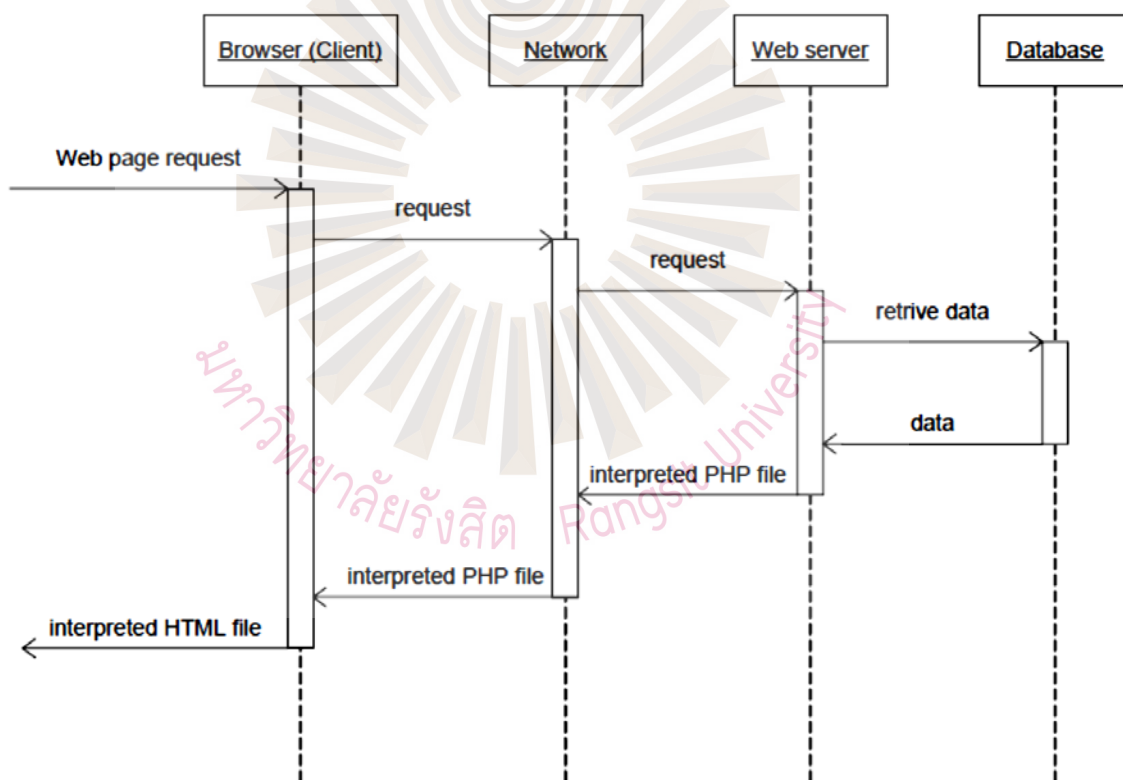 Browser (Client)
Network
Web server
Database
Web page request
request
request
retrive data
data
interpreted PHP file
interpreted PHP file
interpreted HTML file
มหาวิทยาลัยรังสิต Rangsit University